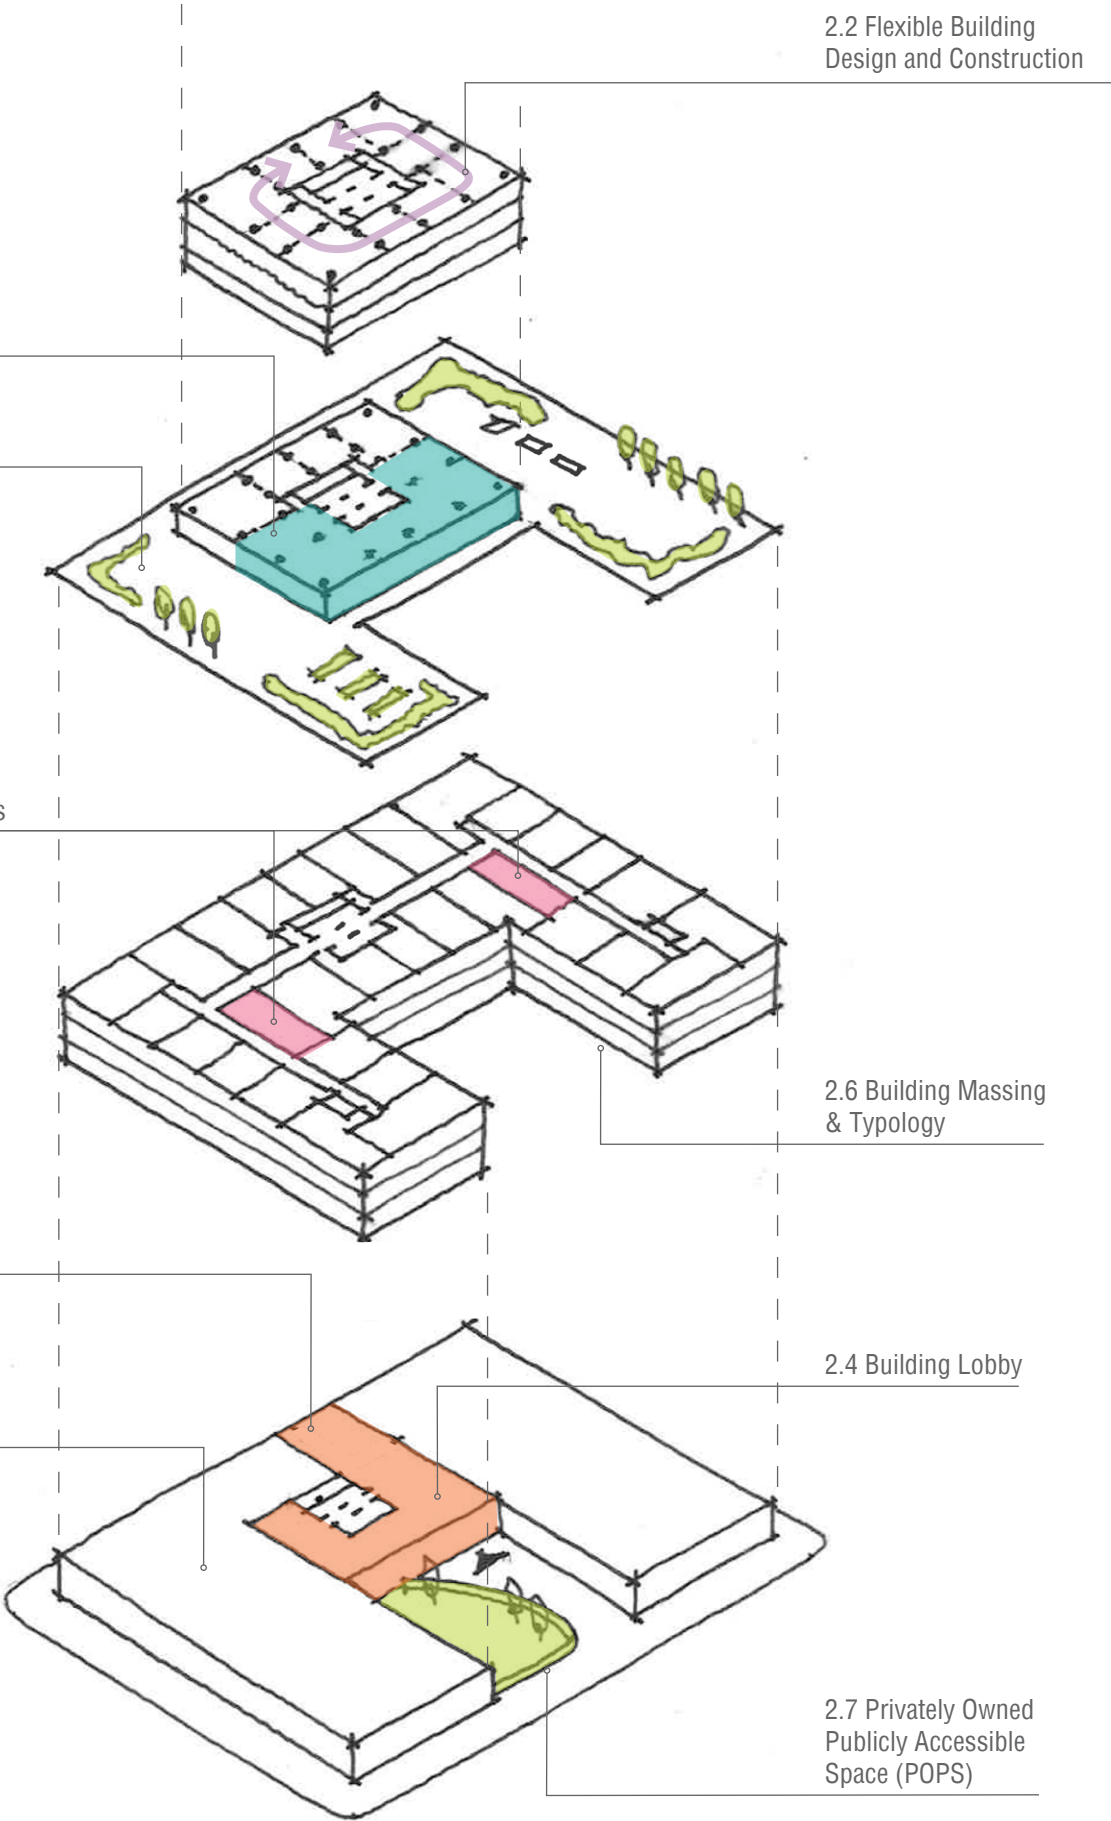 2.2 Flexible Building
Design and Construction
s
2.6 Building Massing
& Typology
2.4 Building Lobby
2.7 Privately Owned
Publicly Accessible
Space (POPS)